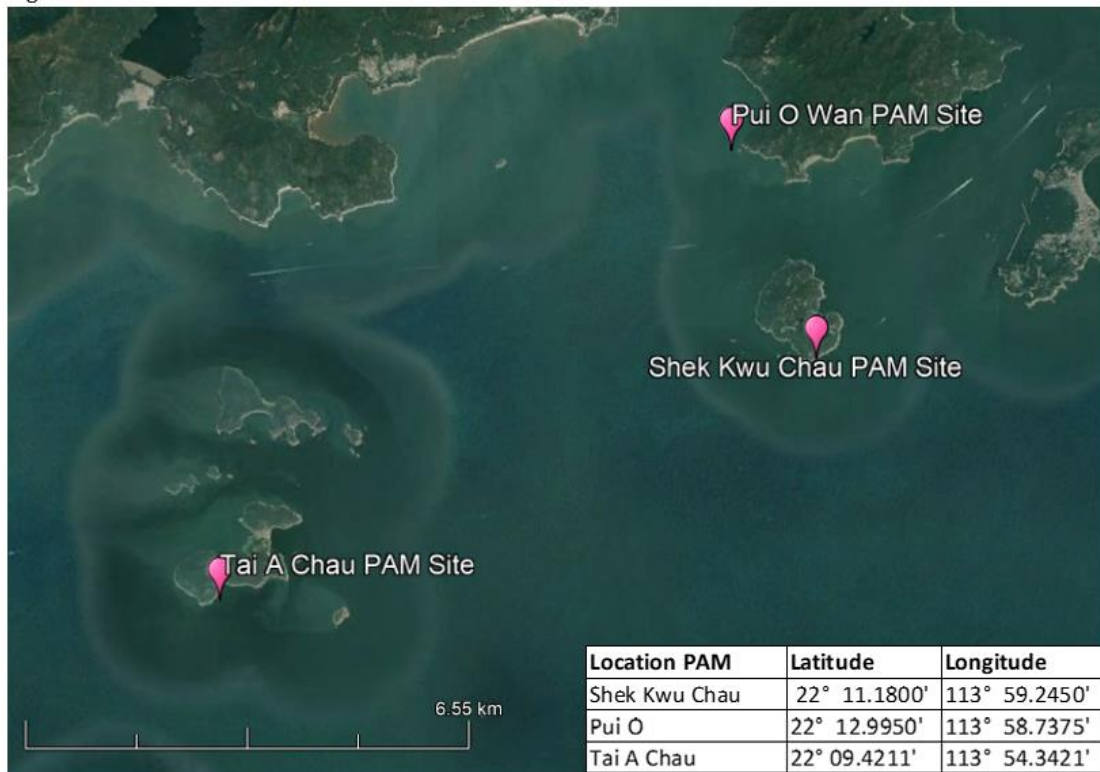 Pui O Wan PAM Site
Shek Kwu Chau PAM Site
Tai A Chau PAM Site
6.55 km
Location PAM Latitude Longitude
Shek Kwu Chau 22° 11.1800' 113° 59.2450'
Pui O 22° 12.9950' 113° 58.7375'
Tai A Chau 22° 09.4211' 113° 54.3421'